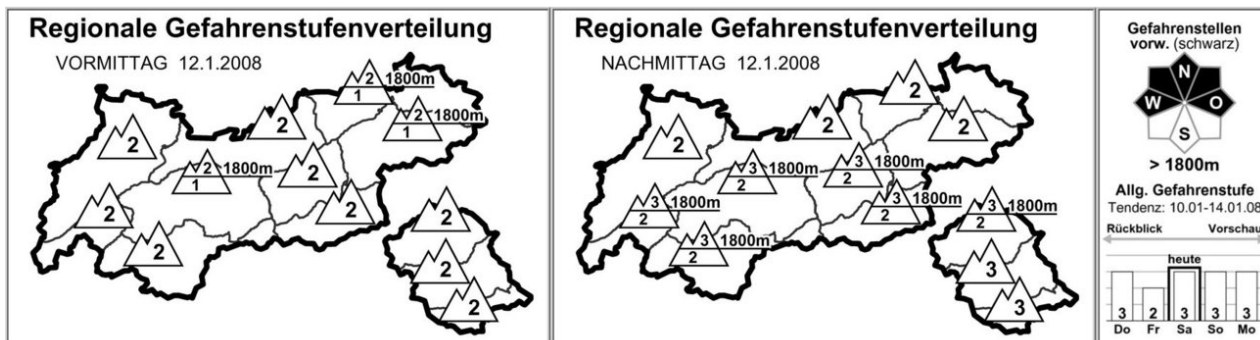 Regionale Gefahrenstufenverteilung
VORMITTAG 12.1.2008
2
1800m
1
2
1800m
1
2
2
2
1800m
1
2
2
2
2
2
2
2
Regionale Gefahrenstufenverteilung
NACHMITTAG 12.1.2008
2
2
2
2
3
1800m
2
3
1800m
2
3
1800m
2
3
1800m
2
3
1800m
2
3
1800m
2
3
3
Gefahrenstellen
vorw. (schwarz)
N
W O
S
> 1800m
Allg. Gefahrenstufe
Tendenz: 10.01-14.01.08
Rückblick Vorschau
heute
3 2 3 3 3
Do Fr Sa So Mo